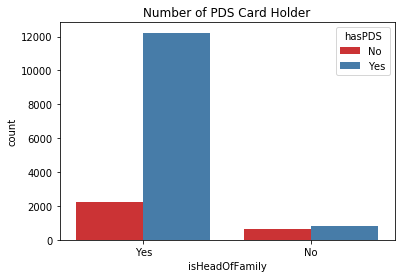 Number of PDS Card Holder
hasPDS
No
Yes
12000
10000
8000
6000
4000
2000
0
count
Yes No
isHeadOfFamily